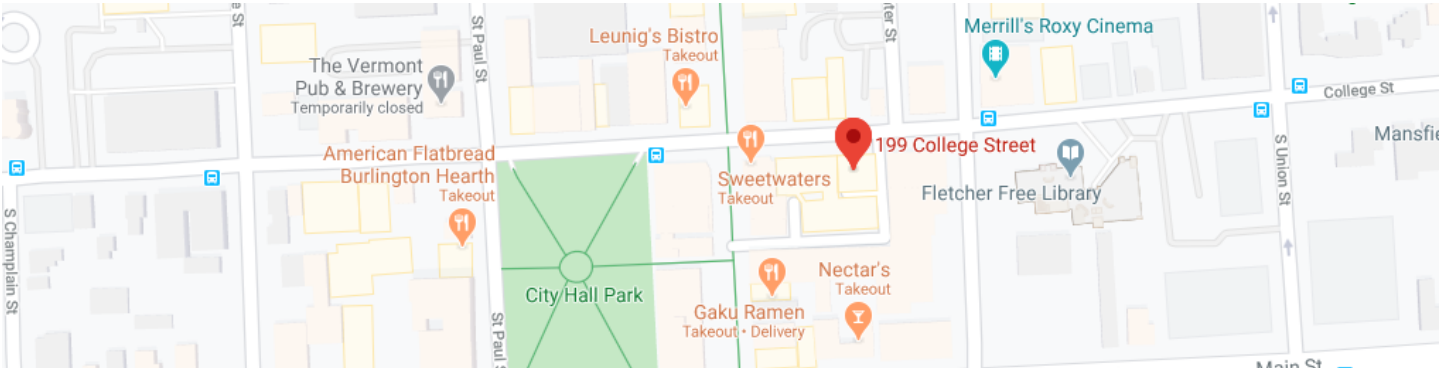 St Paul St
Leunig's Bistro
Takeout
Merrill's Roxy Cinema
The Vermont
Pub & Brewery
Temporarily closed
College St
199 College Street
American Flatbread
Burlington Hearth
Takeout
Sweetwaters
Takeout
Fletcher Free Library
S Union St
S Champlain St
City Hall Park
Nectar's
Takeout
Gaku Ramen
Takeout • Delivery
St Paul S
Main St